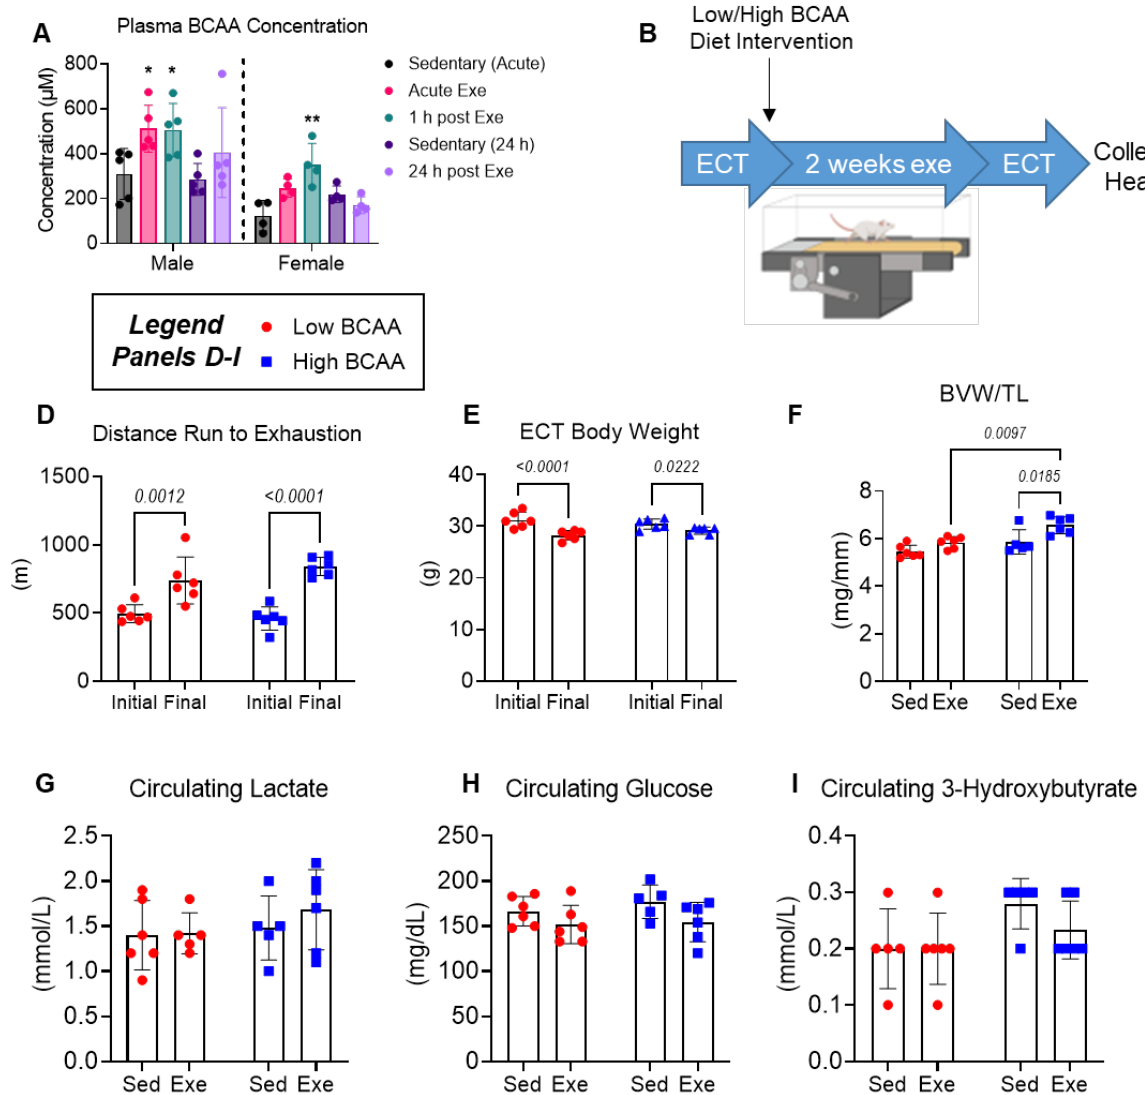 A
Plasma BCAA Concentration
Concentration (µM)
800
600
400
200
0
* *
**
Male
Female
Sedentary (Acute)
Acute Exe
1 h post Exe
Sedentary (24 h)
24 h post Exe
B
Low/High BCAA
Diet Intervention
ECT
2 weeks exe
ECT
Colle
Hea
Legend
Panels D-I
Low BCAA
High BCAA
D
Distance Run to Exhaustion
(m)
1500
1000
500
0
0.0012
<0.0001
Initial Final
Initial Final
E
ECT Body Weight
(g)
40
30
20
10
0
<0.0001
0.0222
Initial Final
Initial Final
F
BVW/TL
(mg/mm)
8
6
4
2
0
0.0097
0.0185
Sed Exe
Sed Exe
G
Circulating Lactate
(mmol/L)
2.5
2.0
1.5
1.0
0.5
0.0
Sed Exe
Sed Exe
H
Circulating Glucose
(mg/dL)
250
200
150
100
50
0
Sed Exe
Sed Exe
I
Circulating 3-Hydroxybutyrate
(mmol/L)
0.4
0.3
0.2
0.1
0.0
Sed Exe
Sed Exe